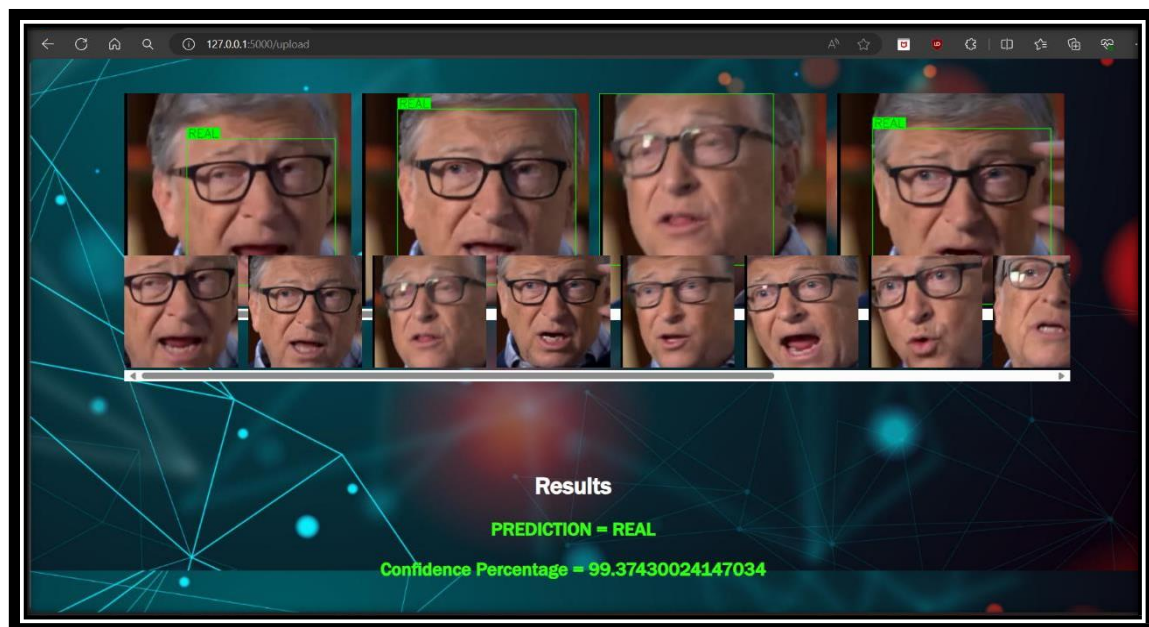 127.0.0.1:5000/upload
REAL
REAL
REAL
Results
PREDICTION = REAL
Confidence Percentage = 99.37430024147034